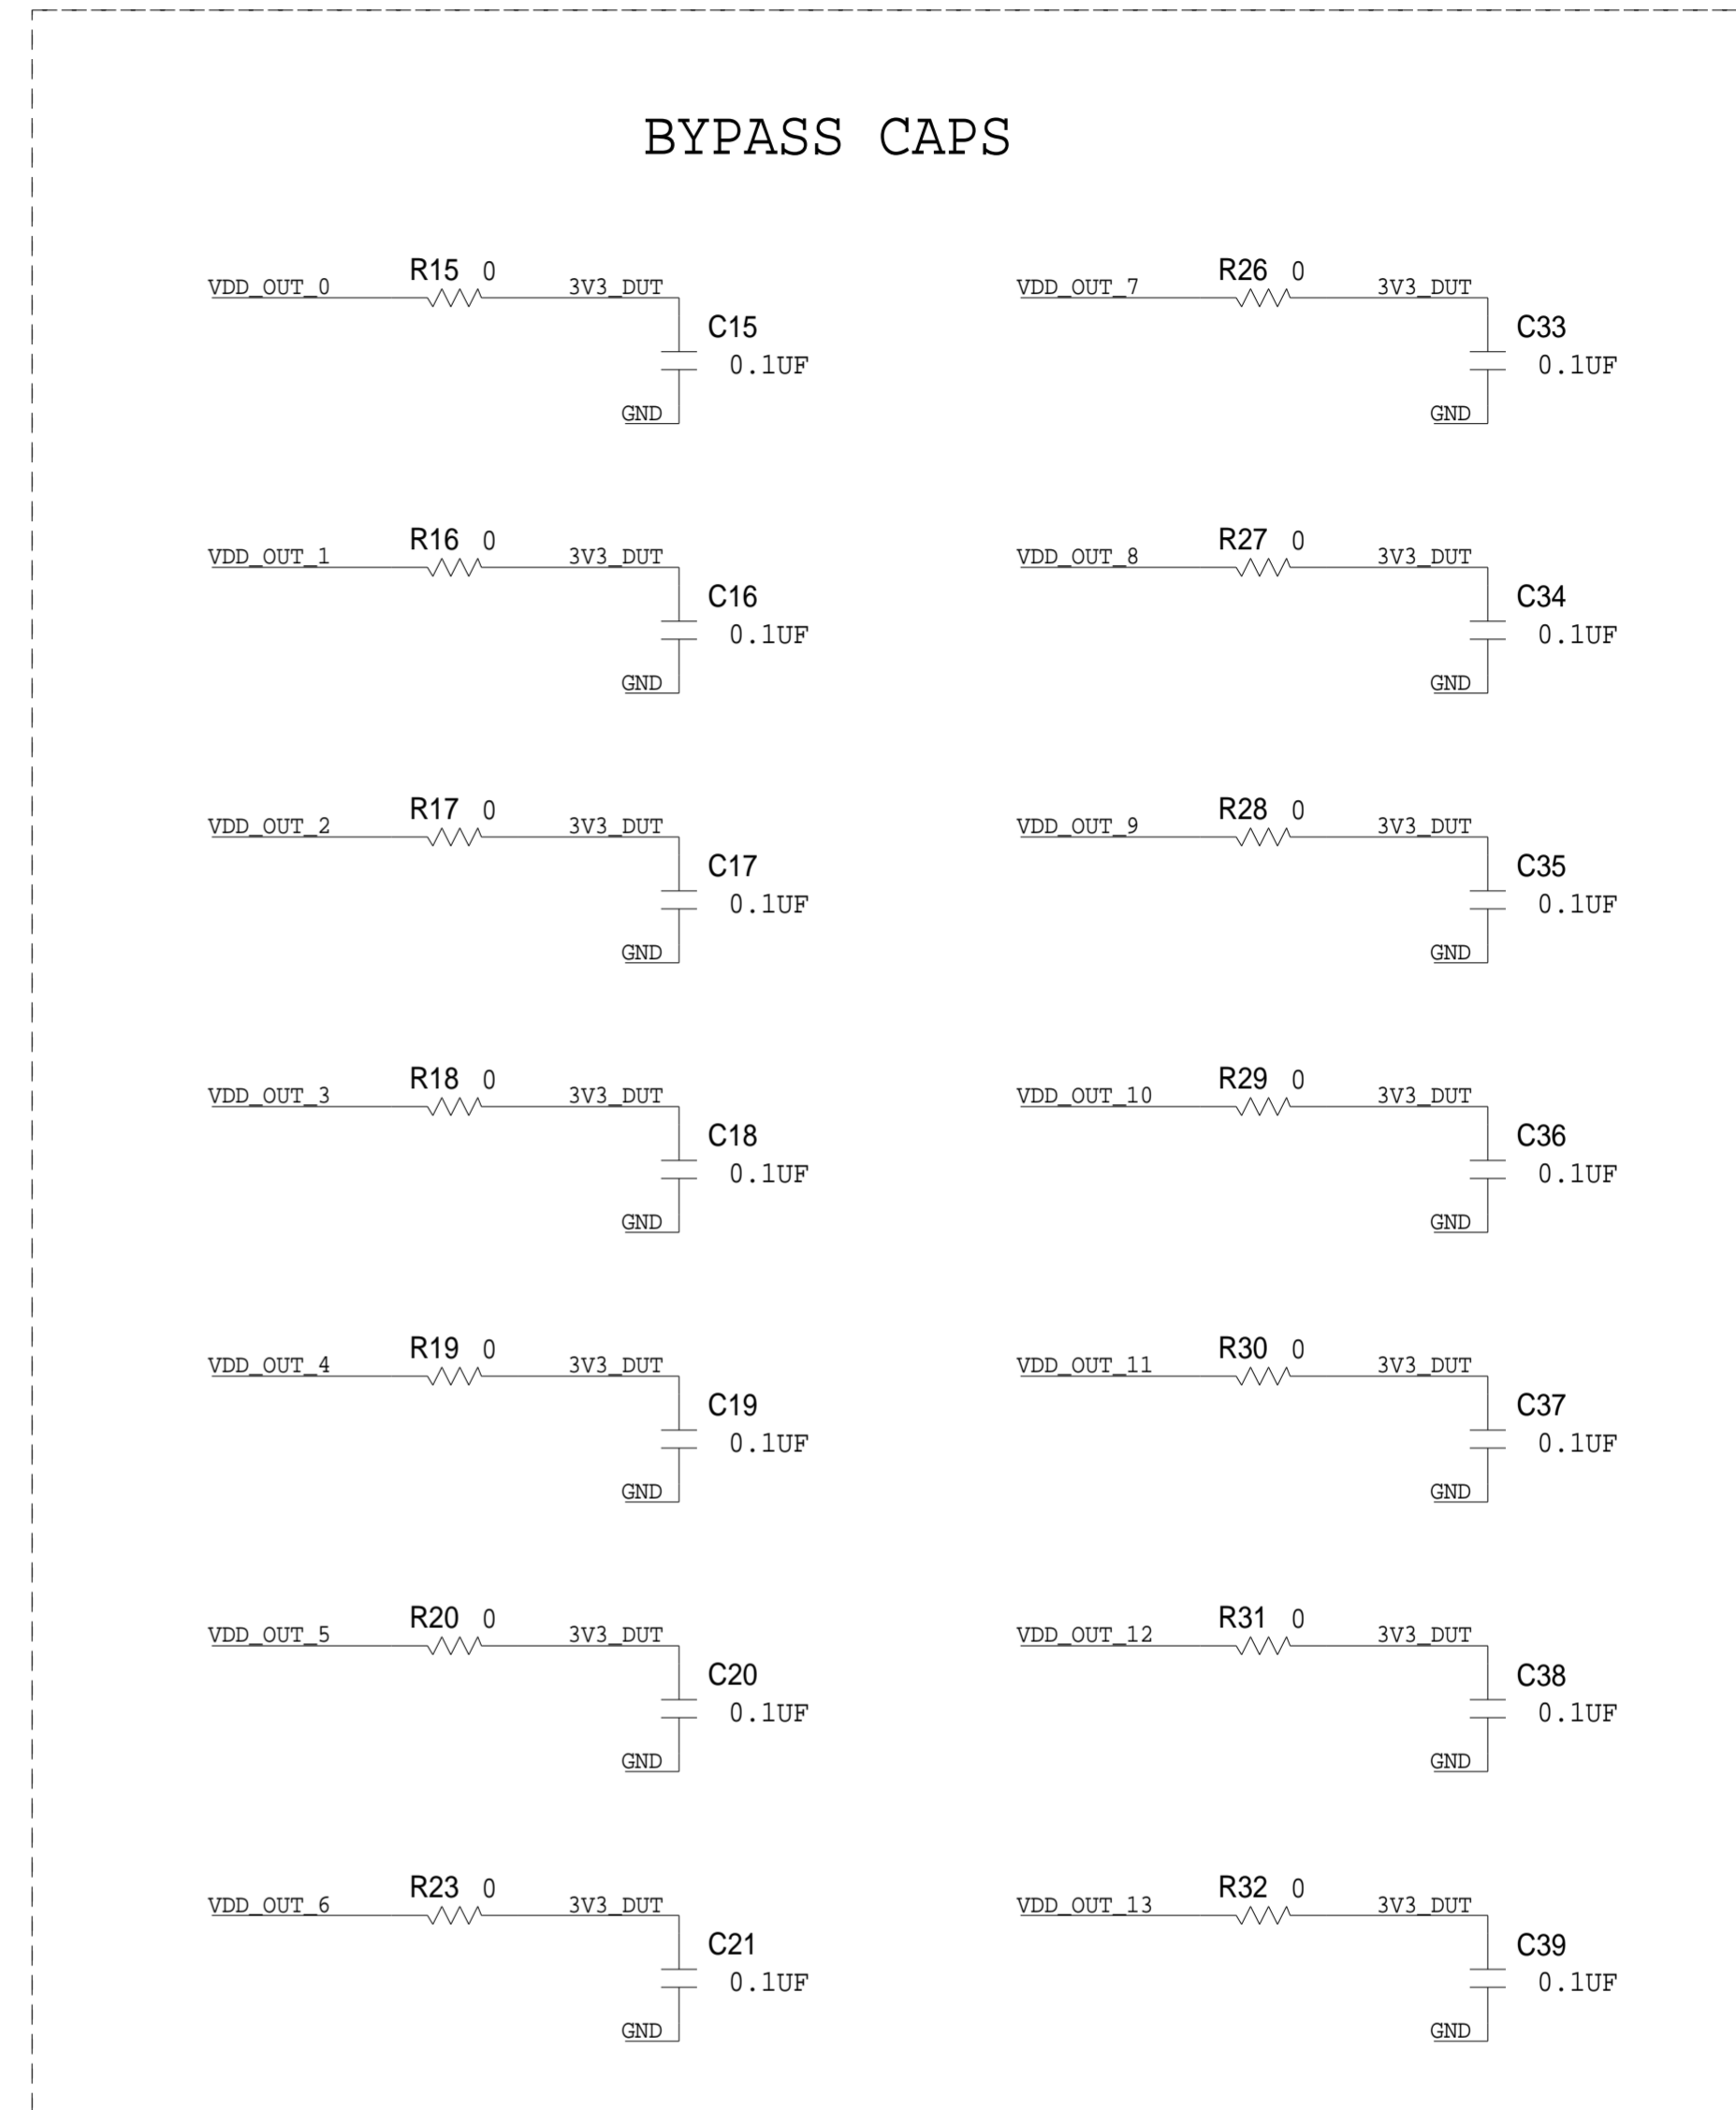 BYPASS CAPS
R15 0 R26 0
VDD_OUT_0 3V3_DUT VDD_OUT_7 3V3_DUT
C15 C33
0.1UF 0.1UF
GND GND
R16 0 R27 0
VDD_OUT_1 3V3_DUT VDD_OUT_8 3V3_DUT
C16 C34
0.1UF 0.1UF
GND GND
R17 0 R28 0
VDD_OUT_2 3V3_DUT VDD_OUT_9 3V3_DUT
C17 C35
0.1UF 0.1UF
GND GND
R18 0 R29 0
VDD_OUT_3 3V3_DUT VDD_OUT_10 3V3_DUT
C18 C36
0.1UF 0.1UF
GND GND
R19 0 R30 0
VDD_OUT_4 3V3_DUT VDD_OUT_11 3V3_DUT
C19 C37
0.1UF 0.1UF
GND GND
R20 0 R31 0
VDD_OUT_5 3V3_DUT VDD_OUT_12 3V3_DUT
C20 C38
0.1UF 0.1UF
GND GND
R23 0 R32 0
VDD_OUT_6 3V3_DUT VDD_OUT_13 3V3_DUT
C21 C39
0.1UF 0.1UF
GND GND